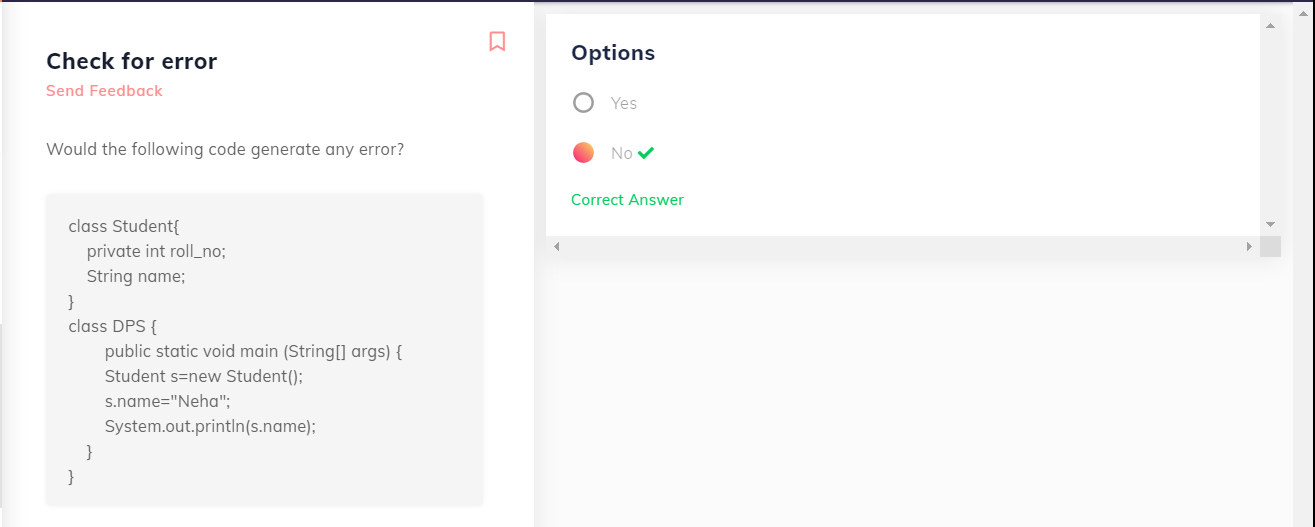 Check for error
Send Feedback
Would the following code generate any error?
class Student{
    private int roll_no;
    String name;
}
class DPS {
        public static void main (String[] args) {
        Student s=new Student();
        s.name="Neha";
        System.out.println(s.name);
    }
}
Options
Yes
No
Correct Answer